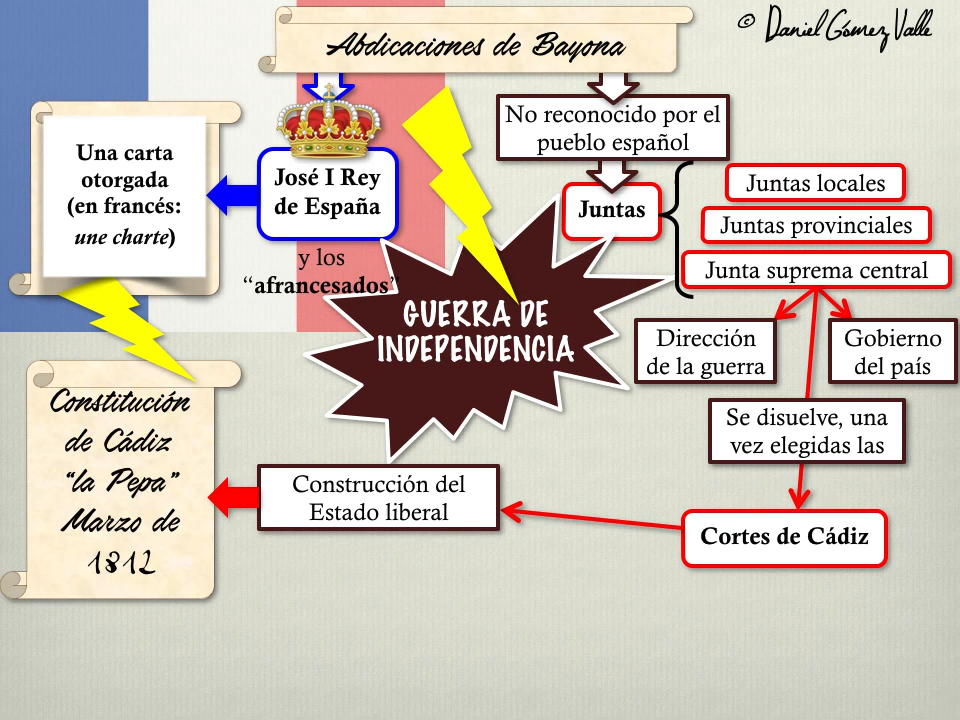 © Daniel Gómez Valle
Abdicaciones de Bayona
No reconocido por el
pueblo español
Una carta
otorgada
(en francés:
une charte)
José I Rey
de España
y los
“afrancesados”
Juntas
Juntas locales
Juntas provinciales
Junta suprema central
GUERRA DE
INDEPENDENCIA
Dirección
de la guerra
Gobierno
del país
Se disuelve, una
vez elegidas las
Cortes de Cádiz
Construcción del
Estado liberal
Constitución
de Cádiz
“la Pepa”
Marzo de
1812